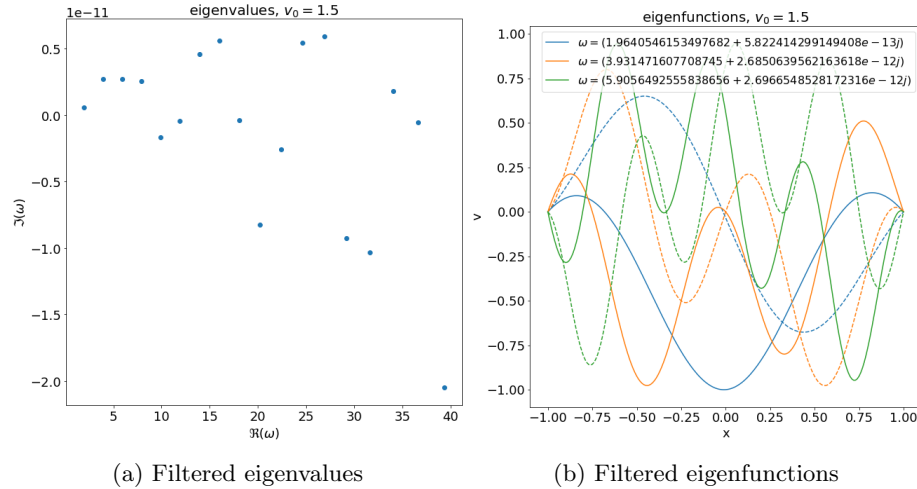 eigenvalues, v₀ = 1.5
1e−11
0.5
0.0
−0.5
−1.0
−1.5
−2.0
ℑ(ω)
5 10 15 20 25 30 35 40
ℜ(ω)
(a) Filtered eigenvalues
eigenfunctions, v₀ = 1.5
ω = (1.9640546153497682 + 5.822414299149408e − 13j)
ω = (3.931471607708745 + 2.6850639562163618e − 12j)
ω = (5.9056492555838656 + 2.6966548528172316e − 12j)
1.00
0.75
0.50
0.25
0.00
−0.25
−0.50
−0.75
−1.00
v
−1.00 −0.75 −0.50 −0.25 0.00 0.25 0.50 0.75 1.00
x
(b) Filtered eigenfunctions